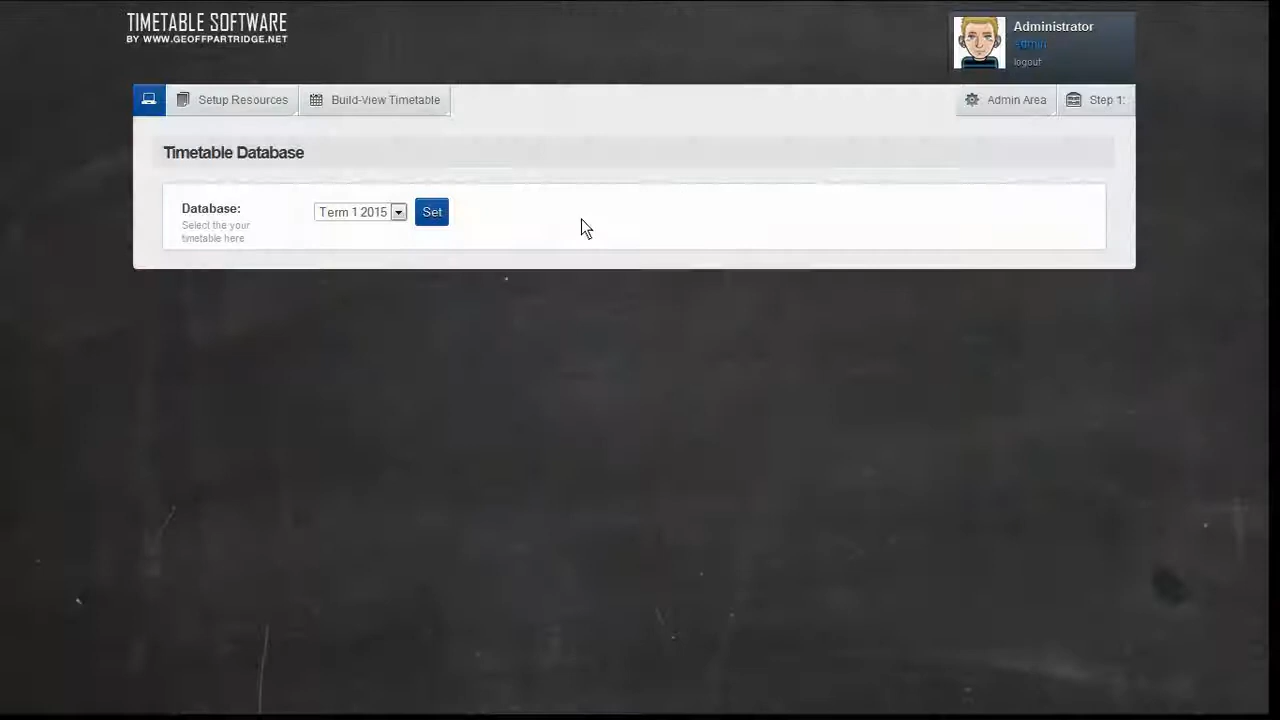 TIMETABLE SOFTWARE
BY WWW.GEOFFPARTRIDGE.NET
Administrator
admin
logout
Setup Resources
Build-View Timetable
Admin Area
Step 1:
Timetable Database
Database:
Select the your
timetable here
Term 1 2015
Set